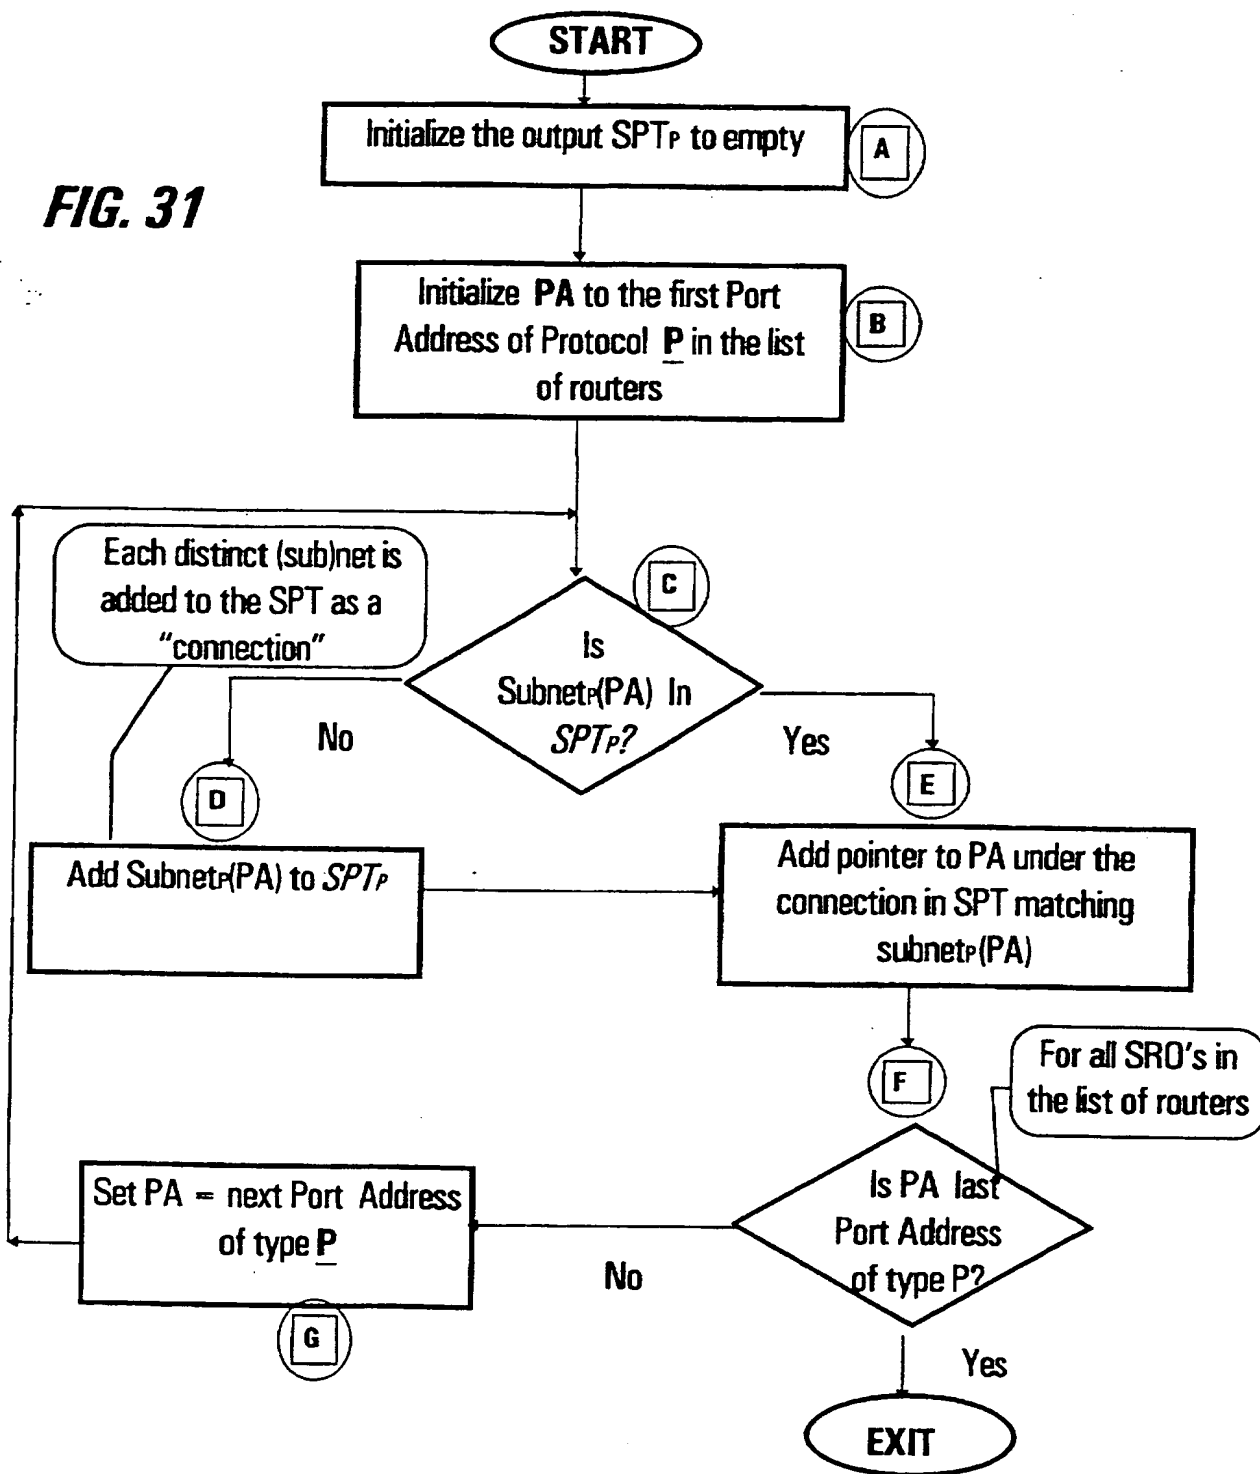 START
Initialize the output SPTP to empty
A
FIG. 31
Initialize PA to the first Port
Address of Protocol P in the list
of routers
B
Each distinct (sub)net is
added to the SPT as a
"connection"
C
Is
SubnetP(PA) In
SPTP?
No
Yes
D
E
Add SubnetP(PA) to SPTP
Add pointer to PA under the
connection in SPT matching
subnetP(PA)
F
For all SRO's in
the list of routers
Set PA = next Port Address
of type P
Is PA last
Port Address
of type P?
No
G
Yes
EXIT